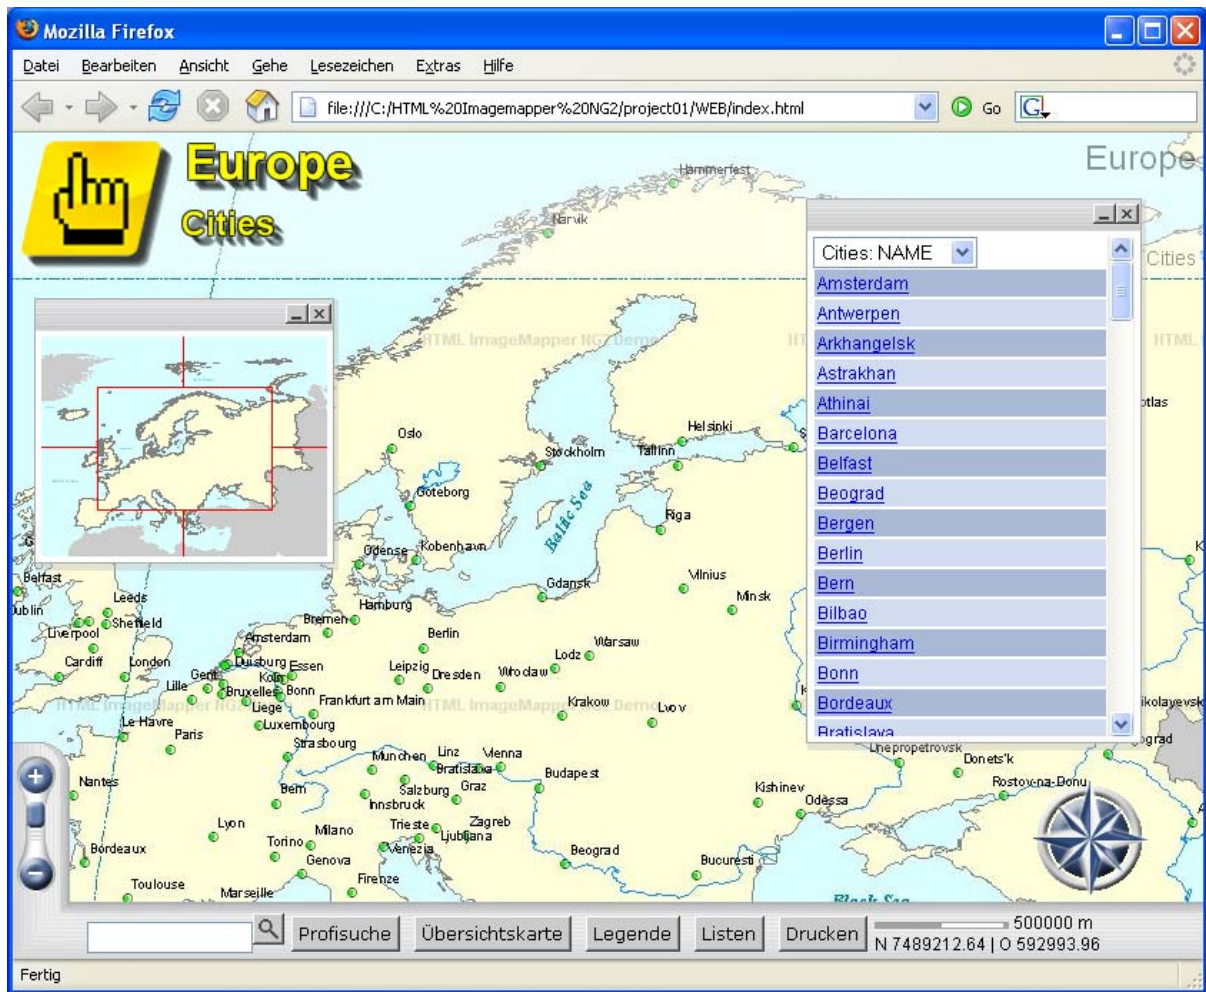 Mozilla Firefox
Datei Bearbeiten Ansicht Gehe Lesezeichen Extras Hilfe
file:///C:/HTML%20Imagemapper%20NG2/project01/WEB/index.html Go
Europe
Cities
Europe
Cities
Hammerfest
Narvik
HTML ImageMapper NG2 Demo
HTML
Cities: NAME
Amsterdam
Antwerpen
Arkhangelsk
Astrakhan
Athinai
Barcelona
Belfast
Beograd
Bergen
Berlin
Bern
Bilbao
Birmingham
Bonn
Bordeaux
Bratislava
Oslo
Helsinki
Stockholm
Tallinn
Goteborg
Baltic Sea
Riga
Odense
Kobenhavn
Gdansk
Vilnius
Minsk
Belfast
Leeds
Sheffield
Liverpool
Hamburg
Bremen
Amsterdam
Berlin
Warsaw
Lodz
Cardiff
London
Gent
Duisburg
Essen
Koln
Leipzig
Dresden
Wroclaw
Lille
Bruxelles
Bonn
Liege
Frankfurt am Main
Krakow
Lvov
HTML ImageMapper NG2 Demo
Le Havre
Paris
Luxembourg
Strasbourg
Munchen
Linz
Vienna
Bratislava
Budapest
Dnepropetrovsk
Donets'k
Rostov-na-Donu
Nantes
Bern
Salzburg
Graz
Innsbruck
Kishinev
Odessa
Lyon
Milano
Trieste
Zagreb
Ljubljana
Torino
Venezia
Bordeaux
Genova
Beograd
Bucuresti
Toulouse
Marseille
Firenze
Black Sea
Profisuche Übersichtskarte Legende Listen Drucken
500000 m
N 7489212.64 | O 592993.96
Fertig